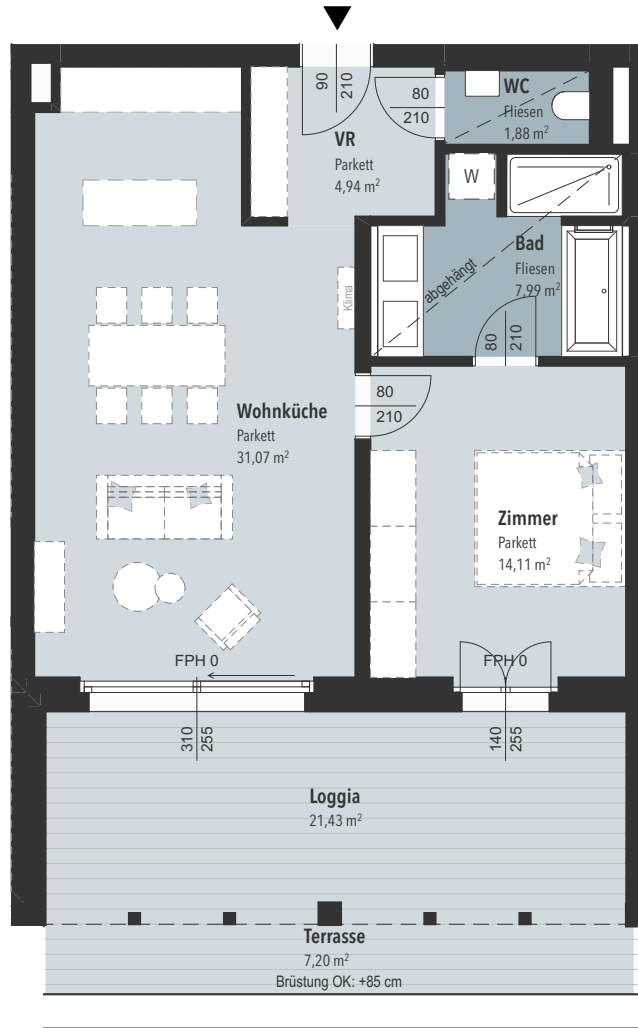 90
210
80
210
WC
Fliesen
1,88 m²
VR
Parkett
4,94 m²
W
Bad
Fliesen
7,99 m²
abgehängt
Klima
80
210
80
210
Wohnküche
Parkett
31,07 m²
Zimmer
Parkett
14,11 m²
FPH 0
FPH 0
310
255
140
255
Loggia
21,43 m²
Terrasse
7,20 m²
Brüstung OK: +85 cm